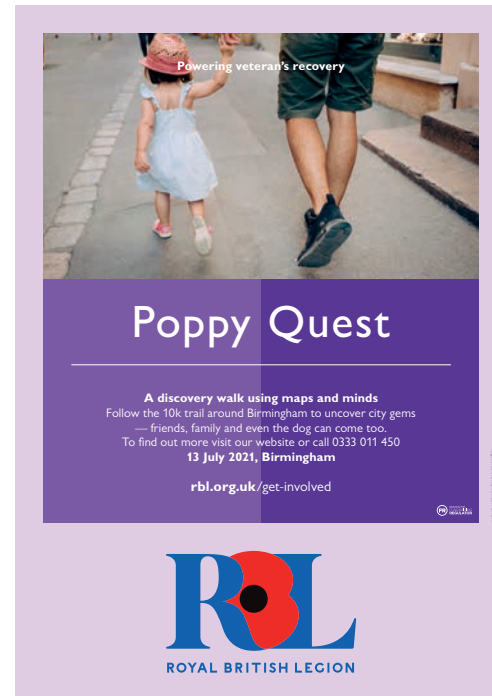 Powering veteran's recovery
Poppy Quest
A discovery walk using maps and minds
Follow the 10k trail around Birmingham to uncover city gems
— friends, family and even the dog can come too.
To find out more visit our website or call 0333 011 450
13 July 2021, Birmingham
rbl.org.uk/get-involved
FR
REGULATOR
RBL
ROYAL BRITISH LEGION